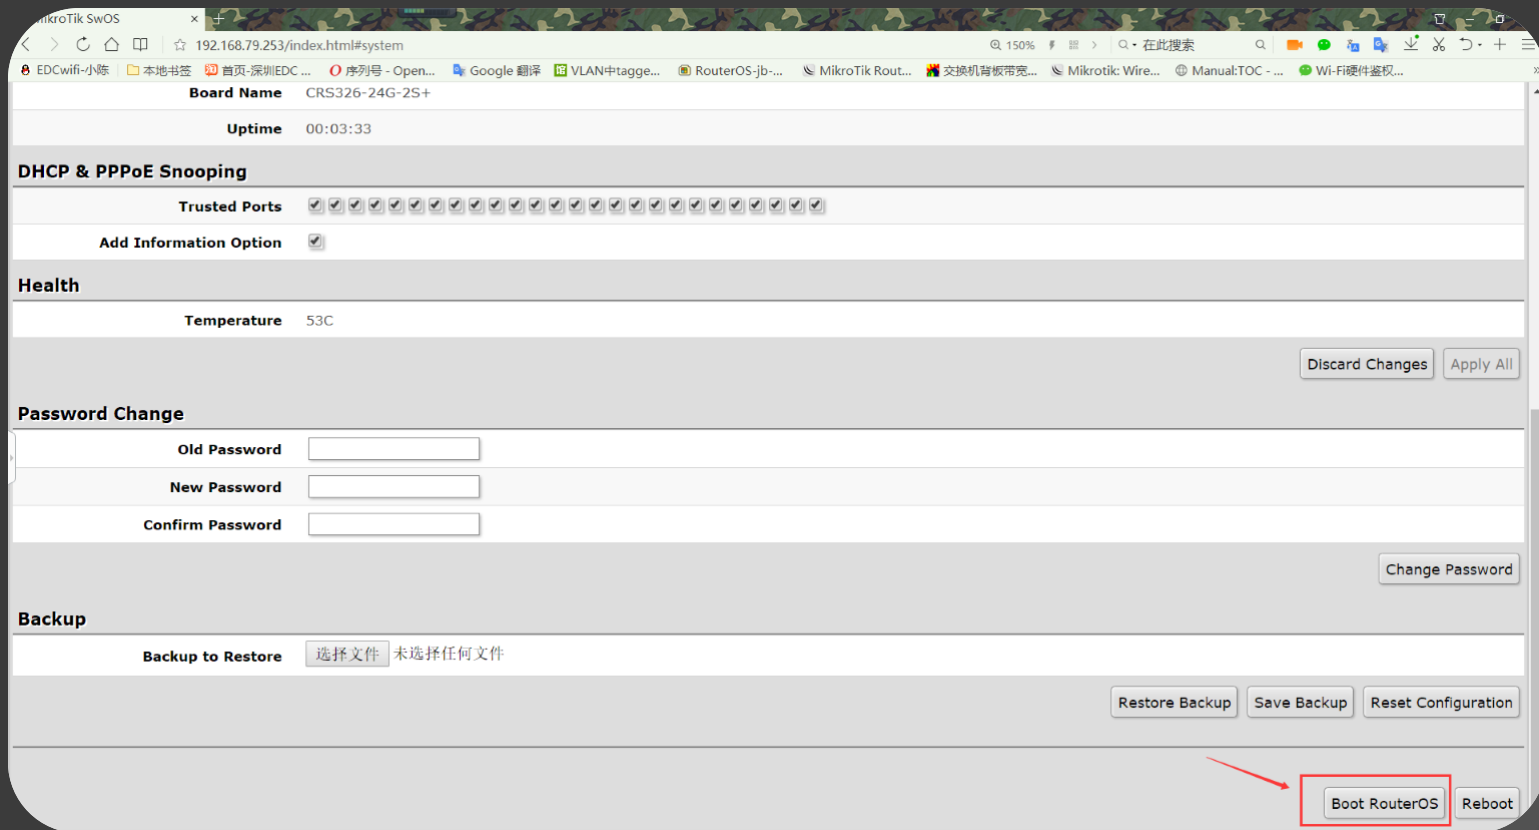 MikroTik SwOS
192.168.79.253/index.html#system
150%
在此搜索
EDCwifi-小陈
本地书签
首页-深圳EDC ...
序列号 - Open...
Google 翻译
VLAN中tagge...
RouterOS-jb-...
MikroTik Rout...
交换机背板带宽...
Mikrotik: Wire...
Manual:TOC - ...
Wi-Fi硬件鉴权...
Board Name CRS326-24G-2S+
Uptime 00:03:33
DHCP & PPPoE Snooping
Trusted Ports
Add Information Option
Health
Temperature 53C
Discard Changes Apply All
Password Change
Old Password
New Password
Confirm Password
Change Password
Backup
Backup to Restore 选择文件 未选择任何文件
Restore Backup Save Backup Reset Configuration
Boot RouterOS Reboot